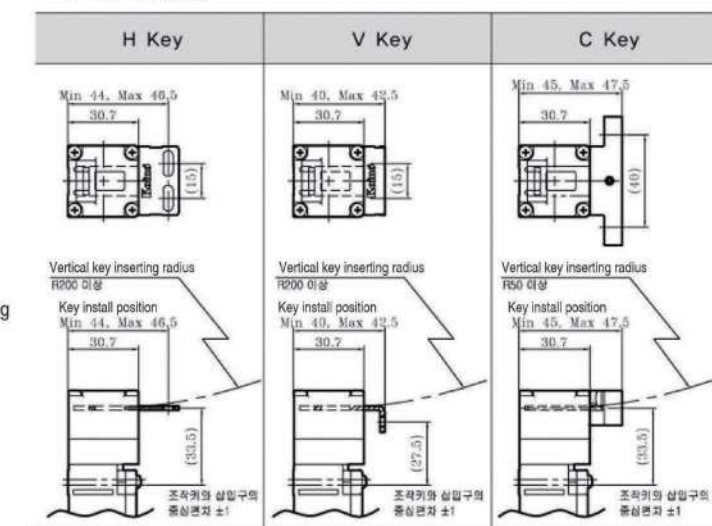 H Key
V Key
C Key
Min 44, Max 46.5
30.7
(15)
Min 40, Max 42.5
30.7
(15)
Min 45, Max 47.5
30.7
(40)
Vertical key inserting radius
R200 이상
Key install position
Min 44, Max 46.5
30.7
(33.5)
조작키와 삽입구의
중심편차 ±1
Vertical key inserting radius
R200 이상
Key install position
Min 40, Max 42.5
30.7
(27.5)
조작키와 삽입구의
중심편차 ±1
Vertical key inserting radius
R50 이상
Key install position
Min 45, Max 47.5
30.7
(33.5)
조작키와 삽입구의
중심편차 ±1
g